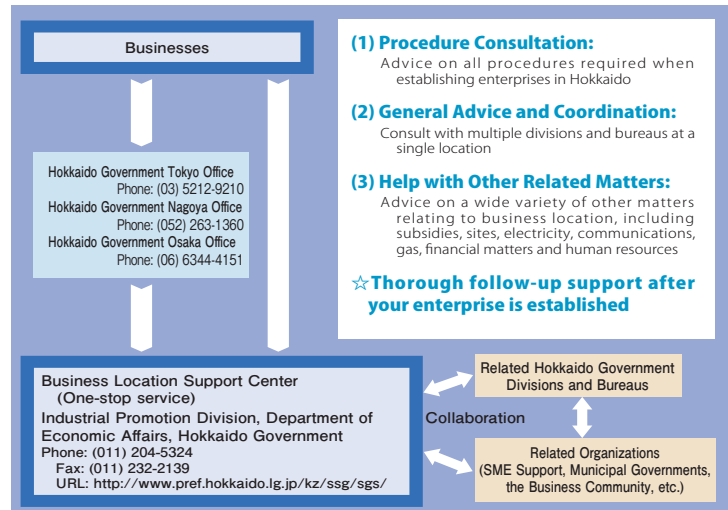 Businesses
Hokkaido Government Tokyo Office
Phone: (03) 5212-9210
Hokkaido Government Nagoya Office
Phone: (052) 263-1360
Hokkaido Government Osaka Office
Phone: (06) 6344-4151
(1) Procedure Consultation:
Advice on all procedures required when
establishing enterprises in Hokkaido
(2) General Advice and Coordination:
Consult with multiple divisions and bureaus at a
single location
(3) Help with Other Related Matters:
Advice on a wide variety of other matters
relating to business location, including
subsidies, sites, electricity, communications,
gas, financial matters and human resources
☆Thorough follow-up support after
your enterprise is established
Business Location Support Center
(One-stop service)
Industrial Promotion Division, Department of
Economic Affairs, Hokkaido Government
Phone: (011) 204-5324
Fax: (011) 232-2139
URL: http://www.pref.hokkaido.lg.jp/kz/ssg/sgs/
Collaboration
Related Hokkaido Government
Divisions and Bureaus
Related Organizations
(SME Support, Municipal Governments,
the Business Community, etc.)